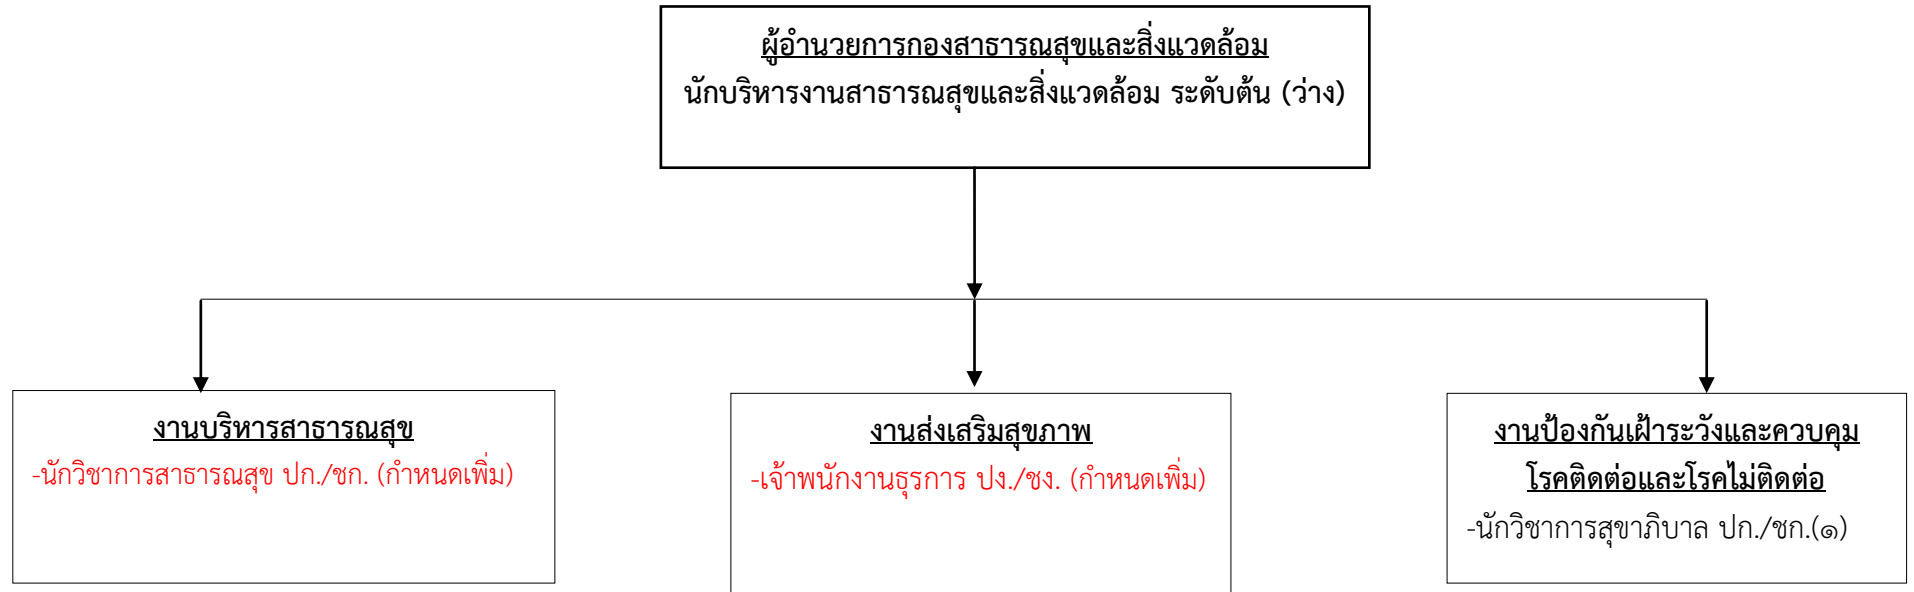 ผู้อำนวยการกองสาธารณสุขและสิ่งแวดล้อม
นักบริหารงานสาธารณสุขและสิ่งแวดล้อม ระดับต้น (ว่าง)
งานบริหารสาธารณสุข
-นักวิชาการสาธารณสุข ปก./ชก. (กำหนดเพิ่ม)
งานส่งเสริมสุขภาพ
-เจ้าพนักงานธุรการ ปง./ชง. (กำหนดเพิ่ม)
งานป้องกันเฝ้าระวังและควบคุม
โรคติดต่อและโรคไม่ติดต่อ
-นักวิชาการสุขาภิบาล ปก./ชก.(๑)